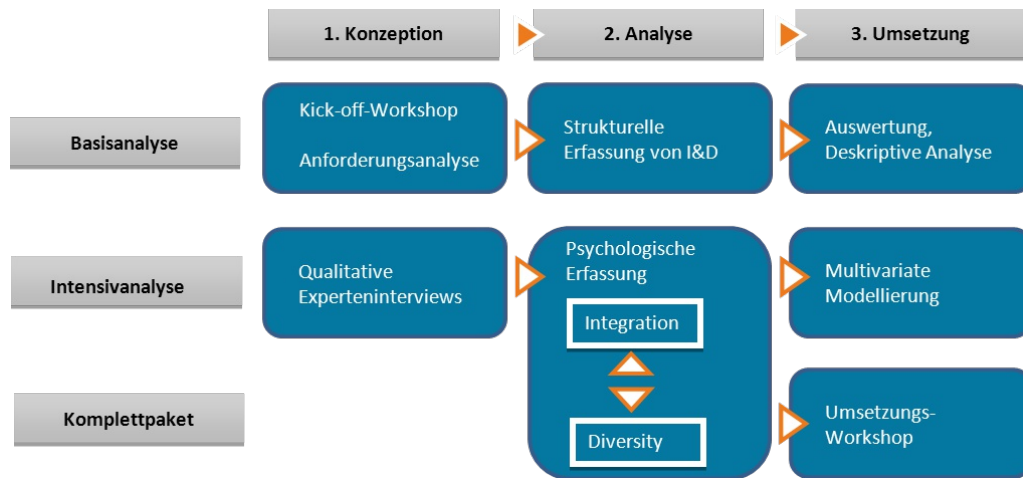 1. Konzeption
2. Analyse
3. Umsetzung
Basisanalyse
Kick-off-Workshop
Anforderungsanalyse
Strukturelle
Erfassung von I&D
Auswertung,
Deskriptive Analyse
Intensivanalyse
Qualitative
Experteninterviews
Psychologische
Erfassung
Integration
Diversity
Multivariate
Modellierung
Komplettpaket
Umsetzungs-
Workshop